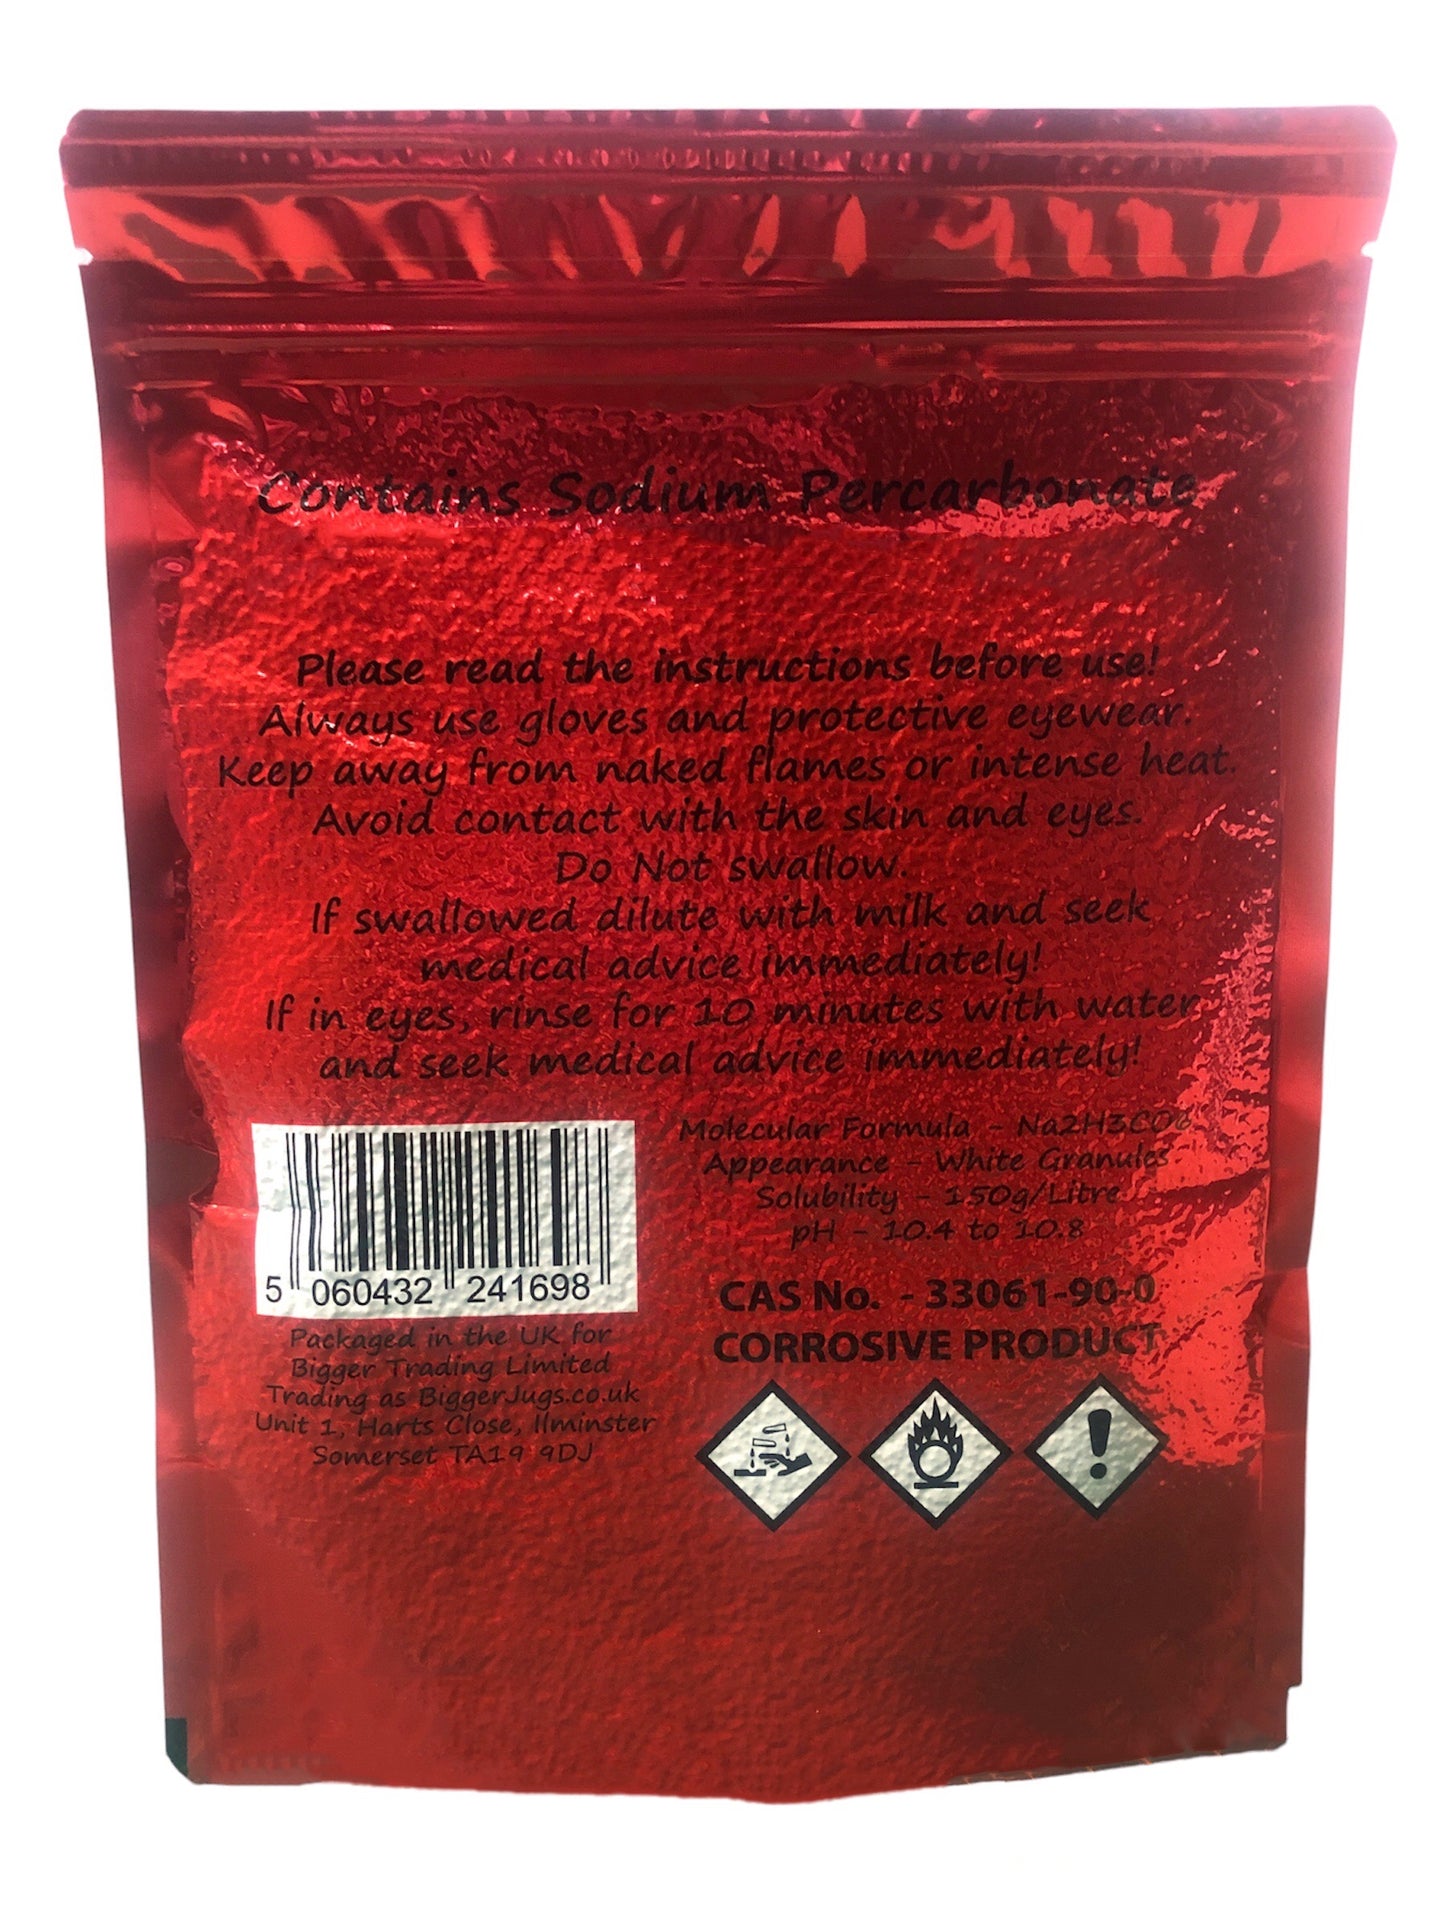 Contains Sodium Percarbonate
Please read the instructions before use!
Always use gloves and protective eyewear.
Keep away from naked flames or intense heat.
Avoid contact with the skin and eyes.
Do Not swallow.
If swallowed dilute with milk and seek
medical advice immediately!
If in eyes, rinse for 10 minutes with water
and seek medical advice immediately!
5 060432 241698
Packaged in the UK for
Bigger Trading Limited
Trading as BiggerJugs.co.uk
Unit 1, Harts Close, Ilminster
Somerset TA19 9DJ
Molecular Formula - Na2H3CO6
Appearance - White Granules
Solubility - 150g/Litre
pH - 10.4 to 10.8
CAS No. - 33061-90-0
CORROSIVE PRODUCT